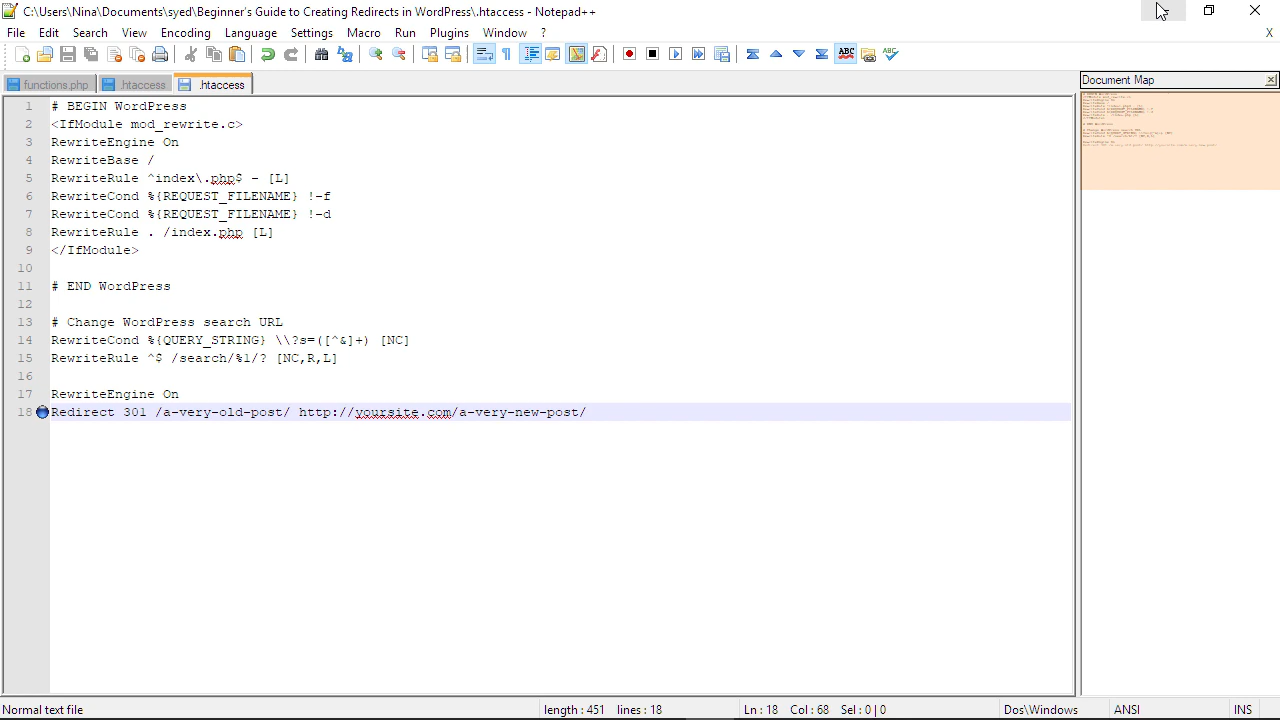 C:\Users\Nina\Documents\syed\Beginner's Guide to Creating Redirects in WordPress\.htaccess - Notepad++
File Edit Search View Encoding Language Settings Macro Run Plugins Window ? X
functions.php .htaccess .htaccess
Document Map
1 # BEGIN WordPress
2 <IfModule mod_rewrite.c>
3 RewriteEngine On
4 RewriteBase /
5 RewriteRule ^index\.php$ - [L]
6 RewriteCond %{REQUEST_FILENAME} !-f
7 RewriteCond %{REQUEST_FILENAME} !-d
8 RewriteRule . /index.php [L]
9 </IfModule>
10
11 # END WordPress
12
13 # Change WordPress search URL
14 RewriteCond %{QUERY_STRING} \\?s=([^&]+) [NC]
15 RewriteRule ^$ /search/%1/? [NC,R,L]
16
17 RewriteEngine On
18 Redirect 301 /a-very-old-post/ http://yoursite.com/a-very-new-post/
Normal text file length : 451 lines : 18 Ln : 18 Col : 68 Sel : 0 | 0 Dos\Windows ANSI INS